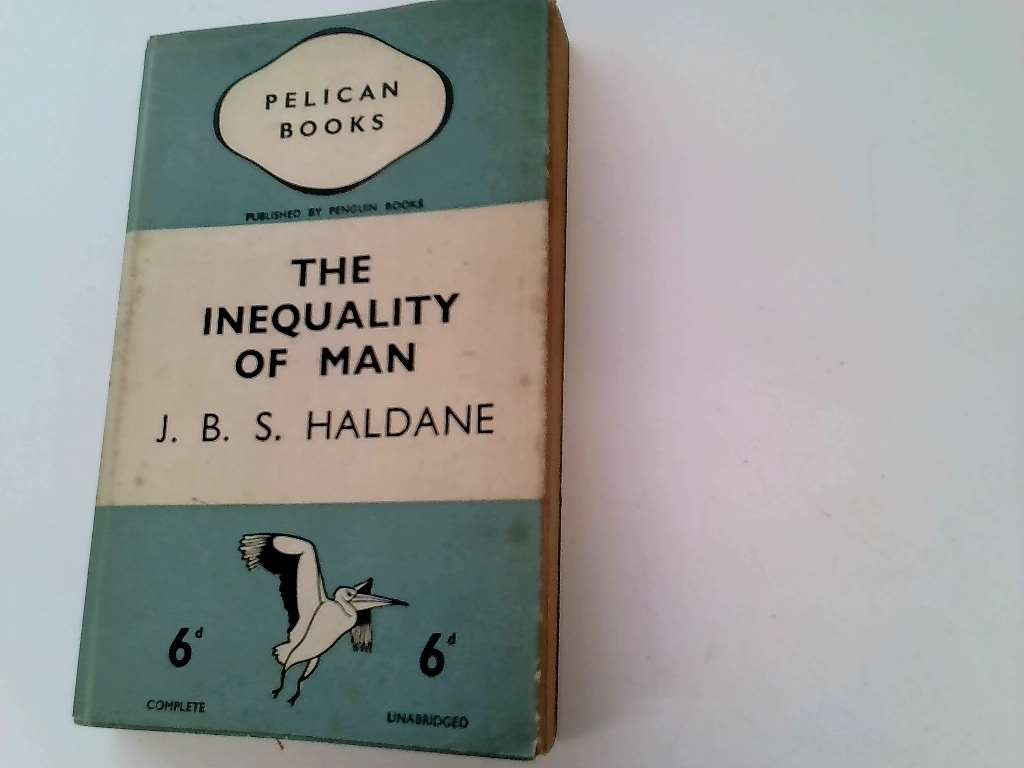 PELICAN
BOOKS
PUBLISHED BY PENGUIN BOOKS
THE
INEQUALITY
OF MAN
J. B. S. HALDANE
6d 6d
COMPLETE UNABRIDGED